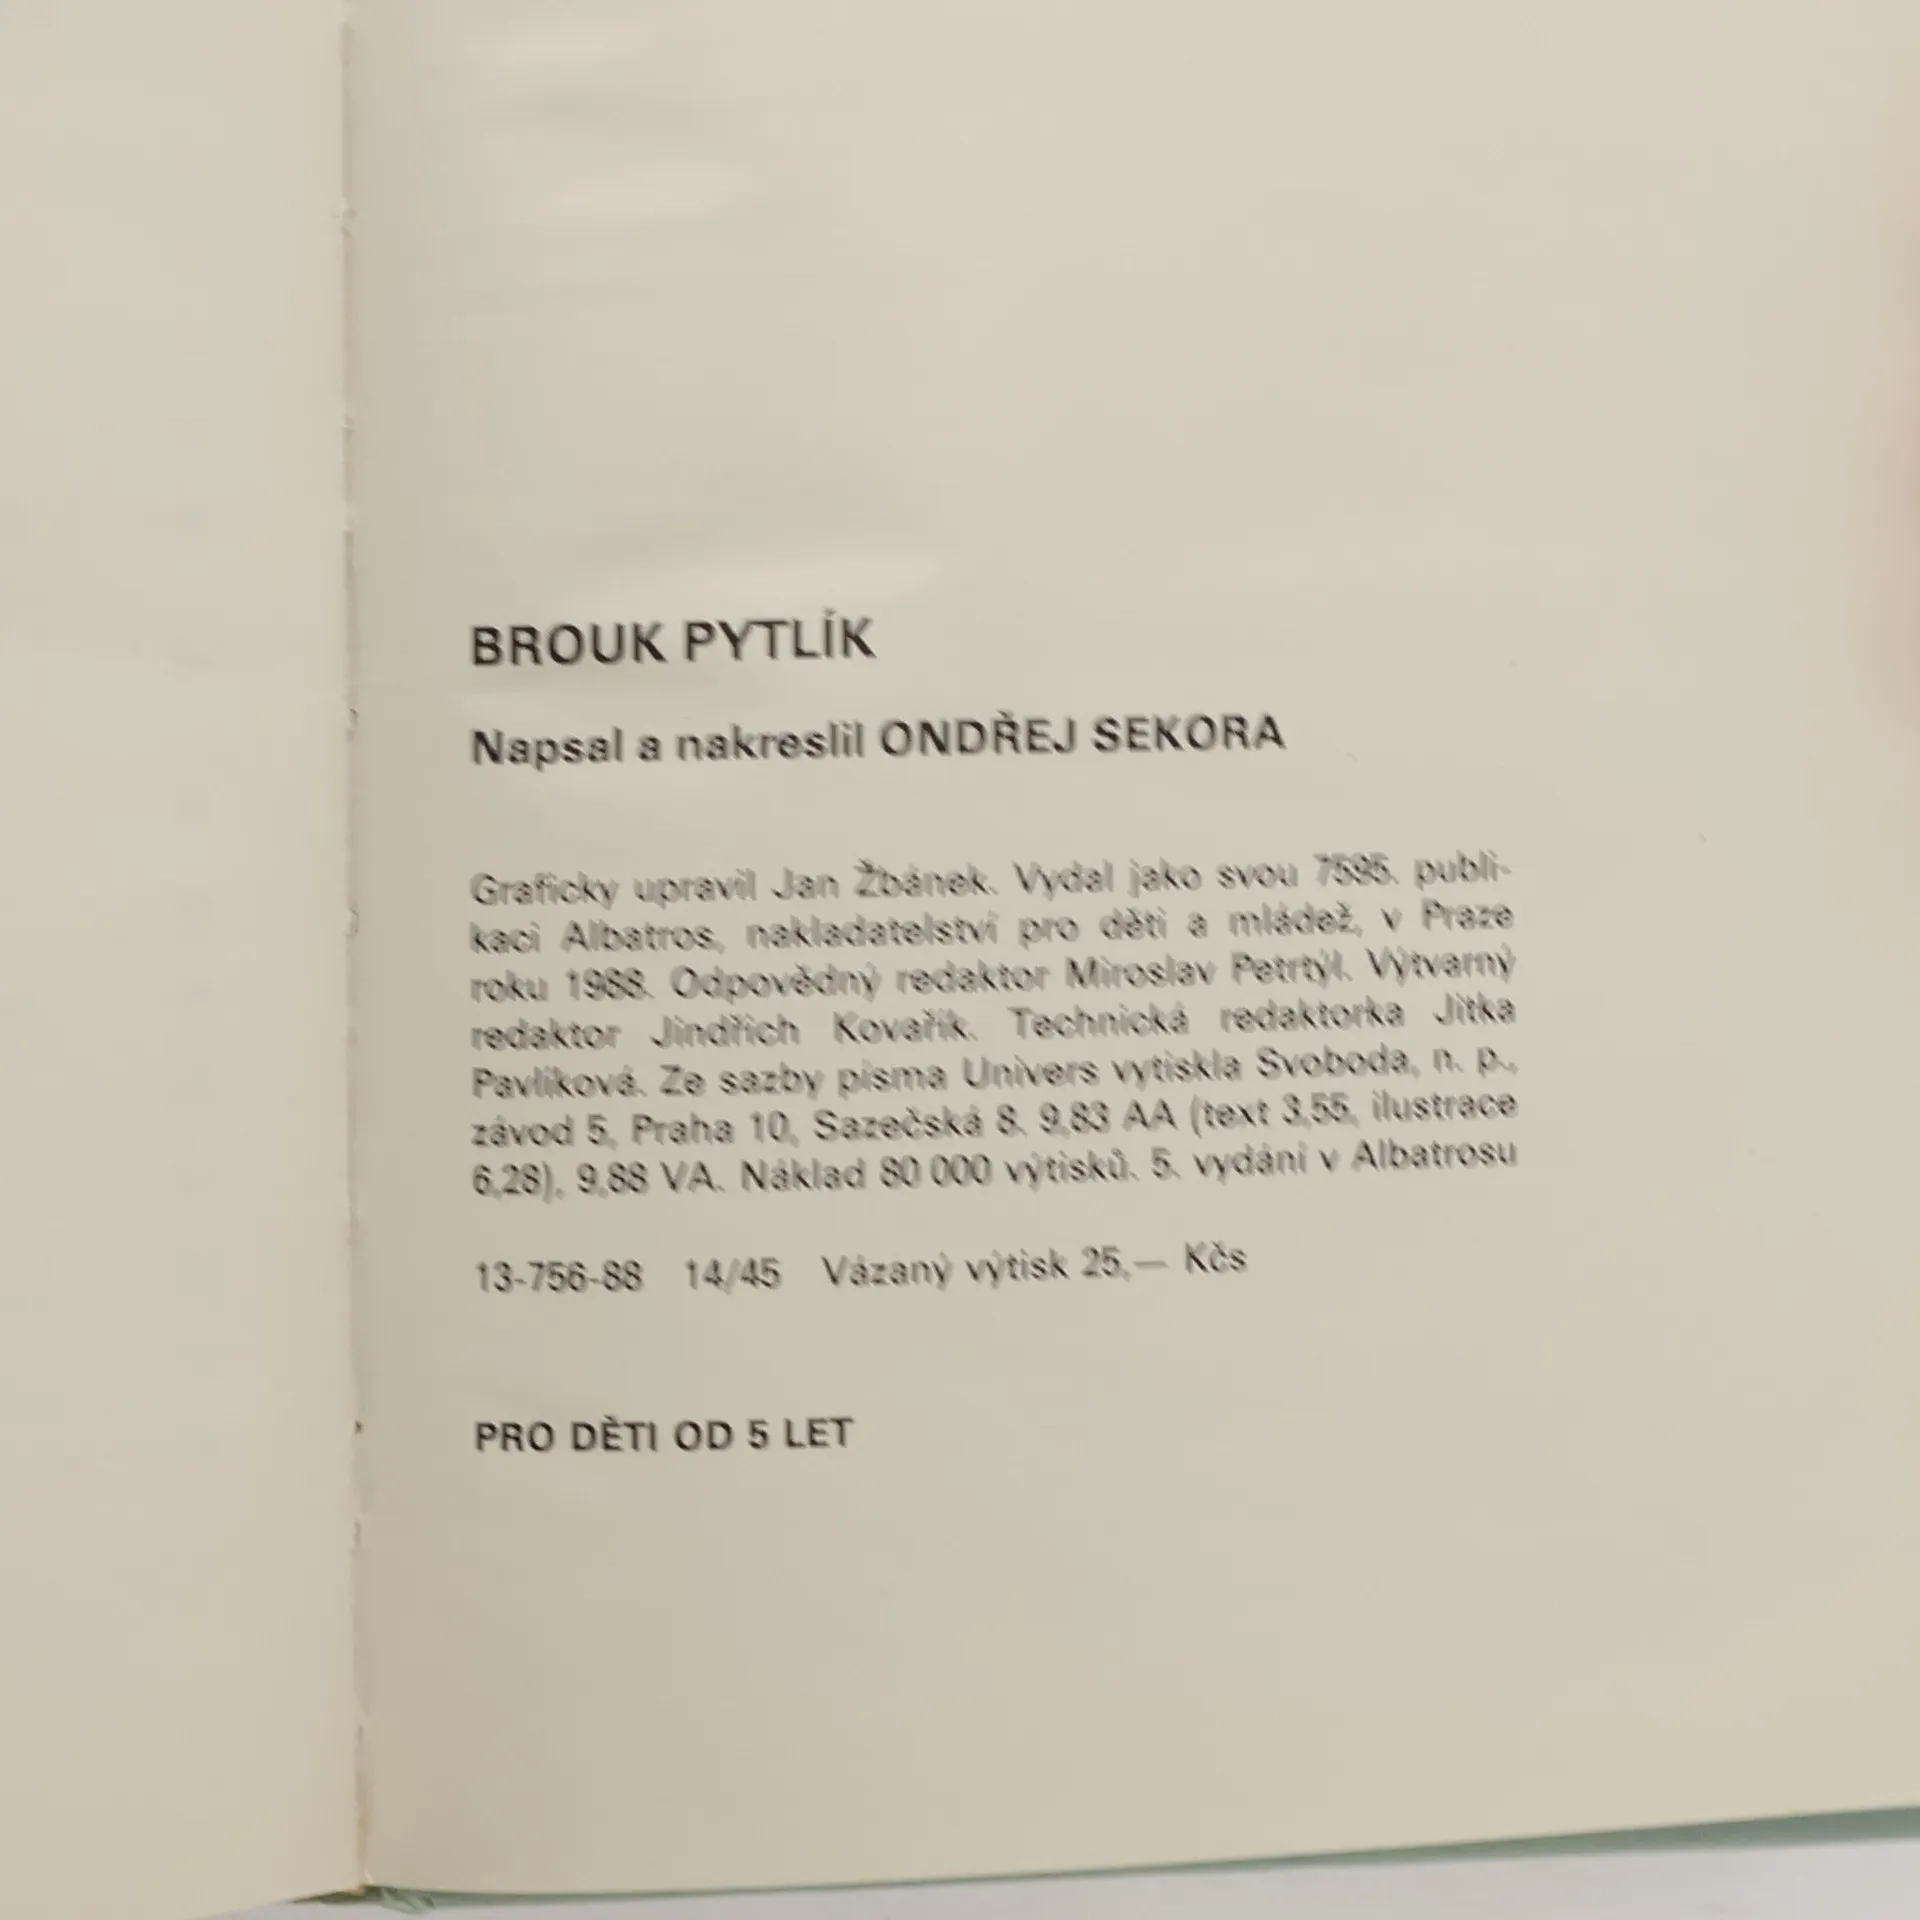 BROUK PYTLÍK
Napsal a nakreslil ONDŘEJ SEKORA
Graficky upravil Jan Žbánek. Vydal jako svou 7595. publi-
kaci Albatros, nakladatelství pro děti a mládež, v Praze
roku 1988. Odpovědný redaktor Miroslav Petrtýl. Výtvarný
redaktor Jindřich Kovařík. Technická redaktorka Jitka
Pavlíková. Ze sazby písma Univers vytiskla Svoboda, n. p.,
závod 5, Praha 10, Sazečská 8. 9,83 AA (text 3,55, ilustrace
6,28), 9,88 VA. Náklad 80 000 výtisků. 5. vydání v Albatrosu
13-756-88 14/45 Vázaný výtisk 25,— Kčs
PRO DĚTI OD 5 LET